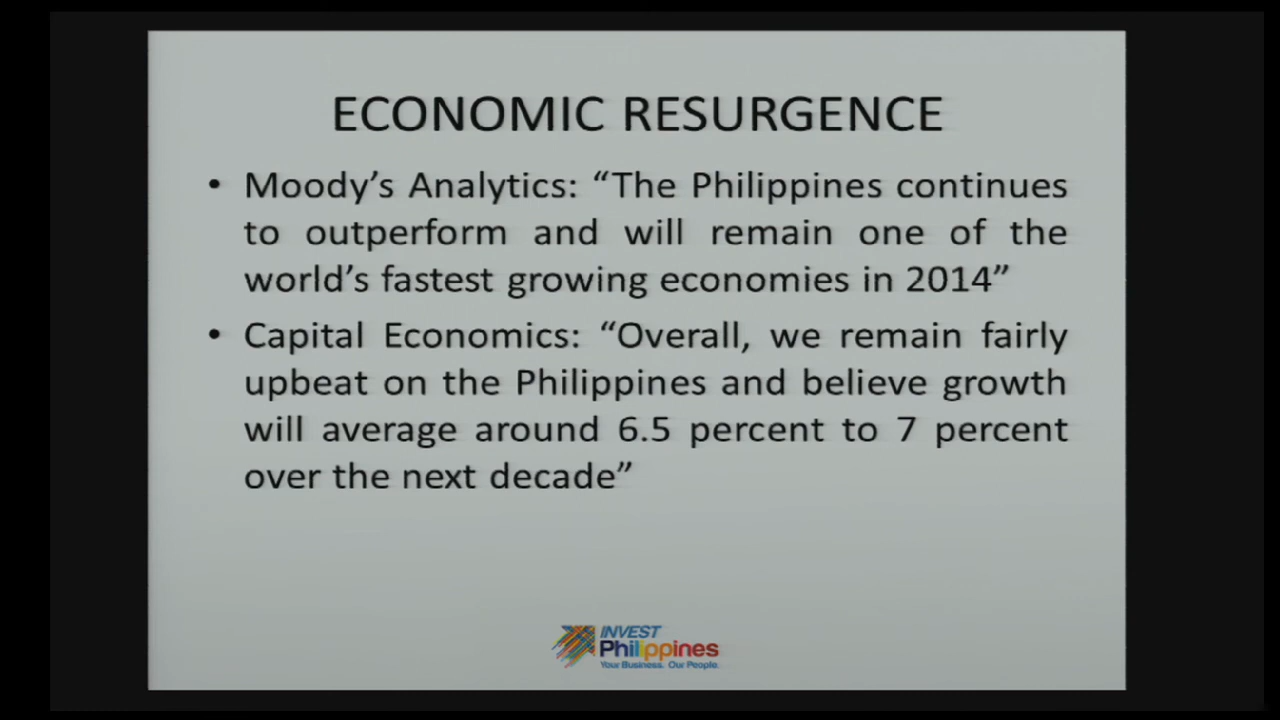 ECONOMIC RESURGENCE
• Moody’s Analytics: “The Philippines continues
to outperform and will remain one of the
world’s fastest growing economies in 2014”
• Capital Economics: “Overall, we remain fairly
upbeat on the Philippines and believe growth
will average around 6.5 percent to 7 percent
over the next decade”
INVEST
Philippines
Your Business. Our People.